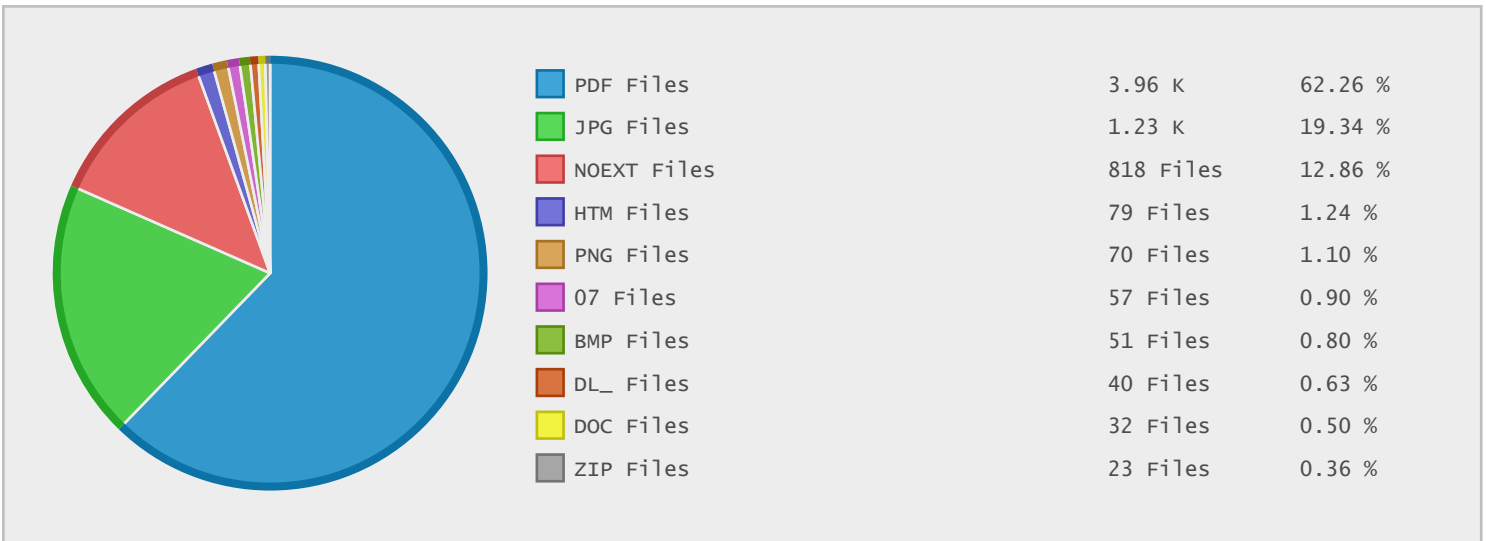 PDF Files 3.96 K 62.26 %
JPG Files 1.23 K 19.34 %
NOEXT Files 818 Files 12.86 %
HTM Files 79 Files 1.24 %
PNG Files 70 Files 1.10 %
07 Files 57 Files 0.90 %
BMP Files 51 Files 0.80 %
DL_ Files 40 Files 0.63 %
DOC Files 32 Files 0.50 %
ZIP Files 23 Files 0.36 %